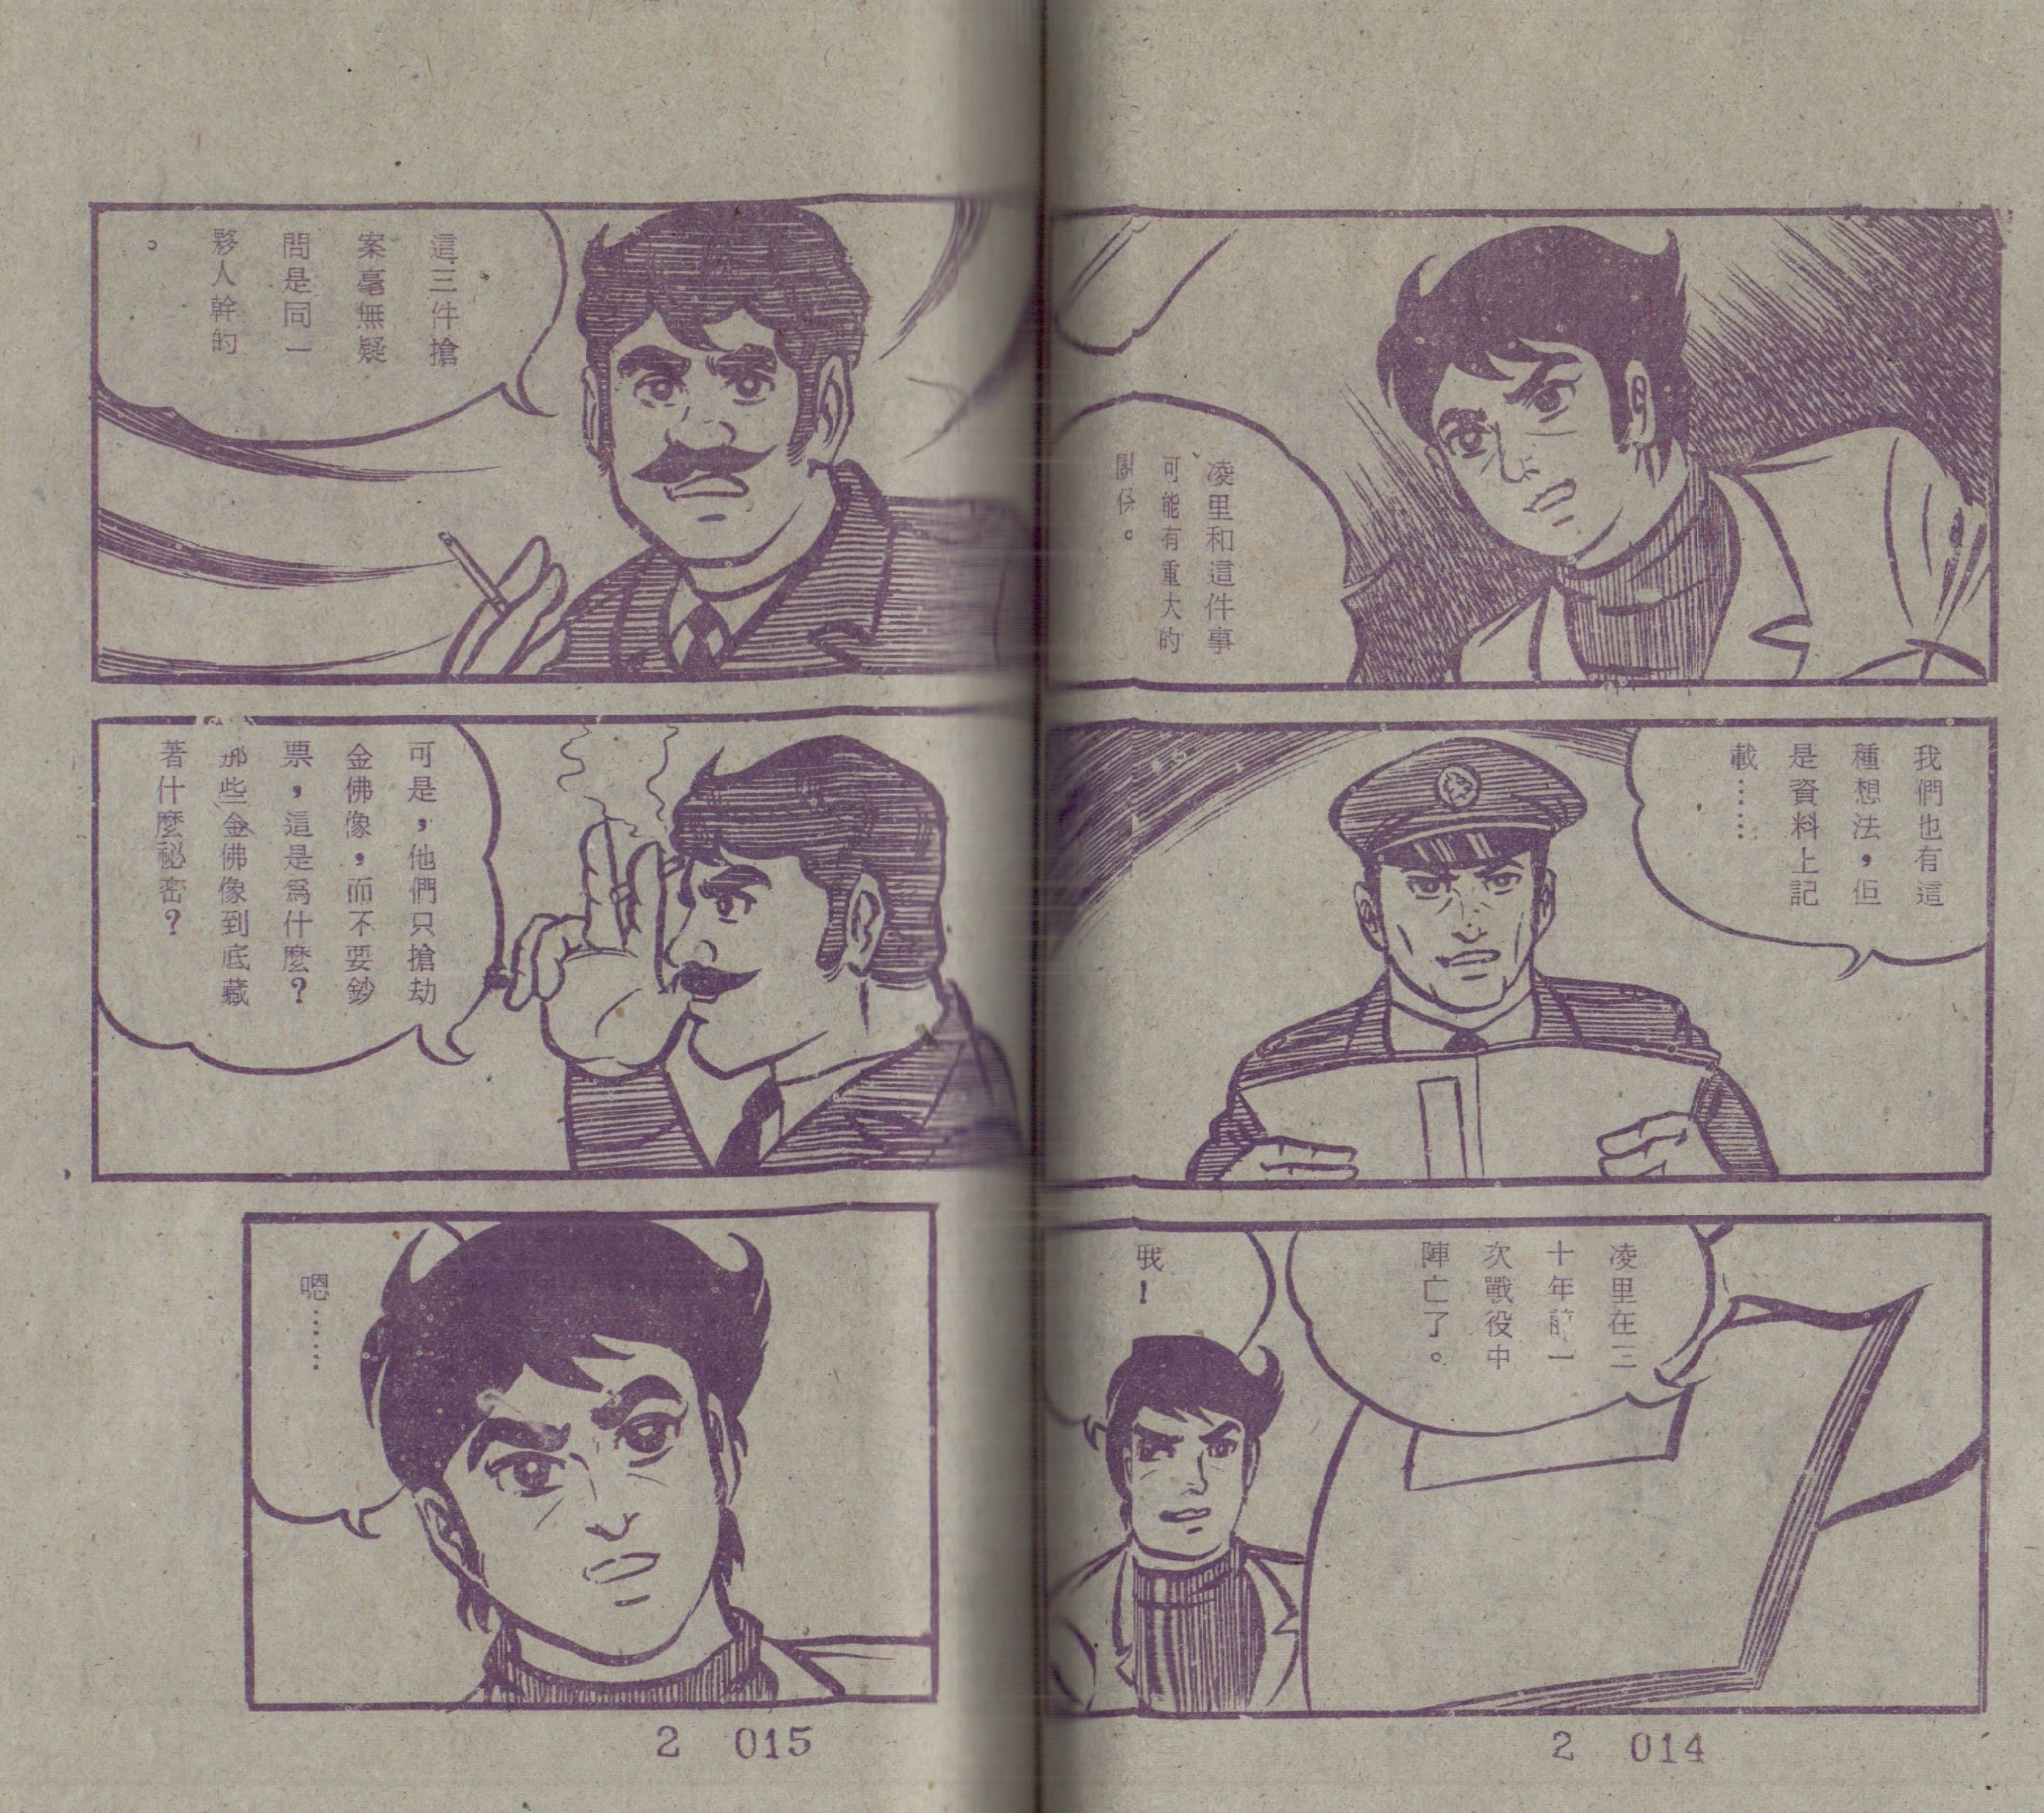 凌里和這件事
可能有重大的
關係。
我們也有這
種想法，但
是資料上記
載……
凌里在三
十年前一
次戰役中
陣亡了。
哦！
2 014
這三件搶
案毫無疑
問是同一
夥人幹的
。
可是，他們只搶劫
金佛像，而不要鈔
票，這是為什麼？
那些金佛像到底藏
著什麼祕密？
嗯……
2 015